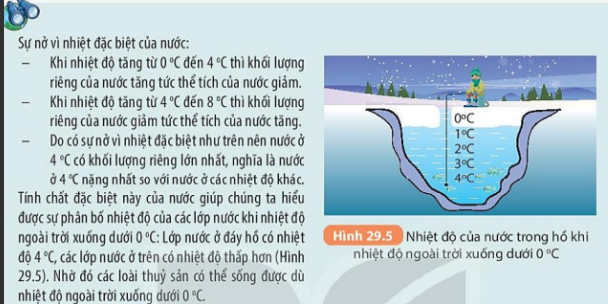 Sự nở vì nhiệt đặc biệt của nước:
– Khi nhiệt độ tăng từ 0 °C đến 4 °C thì khối lượng
riêng của nước tăng tức thể tích của nước giảm.
– Khi nhiệt độ tăng từ 4 °C đến 8 °C thì khối lượng
riêng của nước giảm tức thể tích của nước tăng.
– Do có sự nở vì nhiệt đặc biệt như trên nên nước ở
4 °C có khối lượng riêng lớn nhất, nghĩa là nước
ở 4 °C nặng nhất so với nước ở các nhiệt độ khác.
Tính chất đặc biệt này của nước giúp chúng ta hiểu
được sự phân bố nhiệt độ của các lớp nước khi nhiệt độ
ngoài trời xuống dưới 0 °C: Lớp nước ở đáy hồ có nhiệt
độ 4 °C, các lớp nước ở trên có nhiệt độ thấp hơn (Hình
29.5). Nhờ đó các loài thuỷ sản có thể sống được dù
nhiệt độ ngoài trời xuống dưới 0 °C.
0°C
1°C
2°C
3°C
4°C
Hình 29.5 Nhiệt độ của nước trong hồ khi
nhiệt độ ngoài trời xuống dưới 0 °C